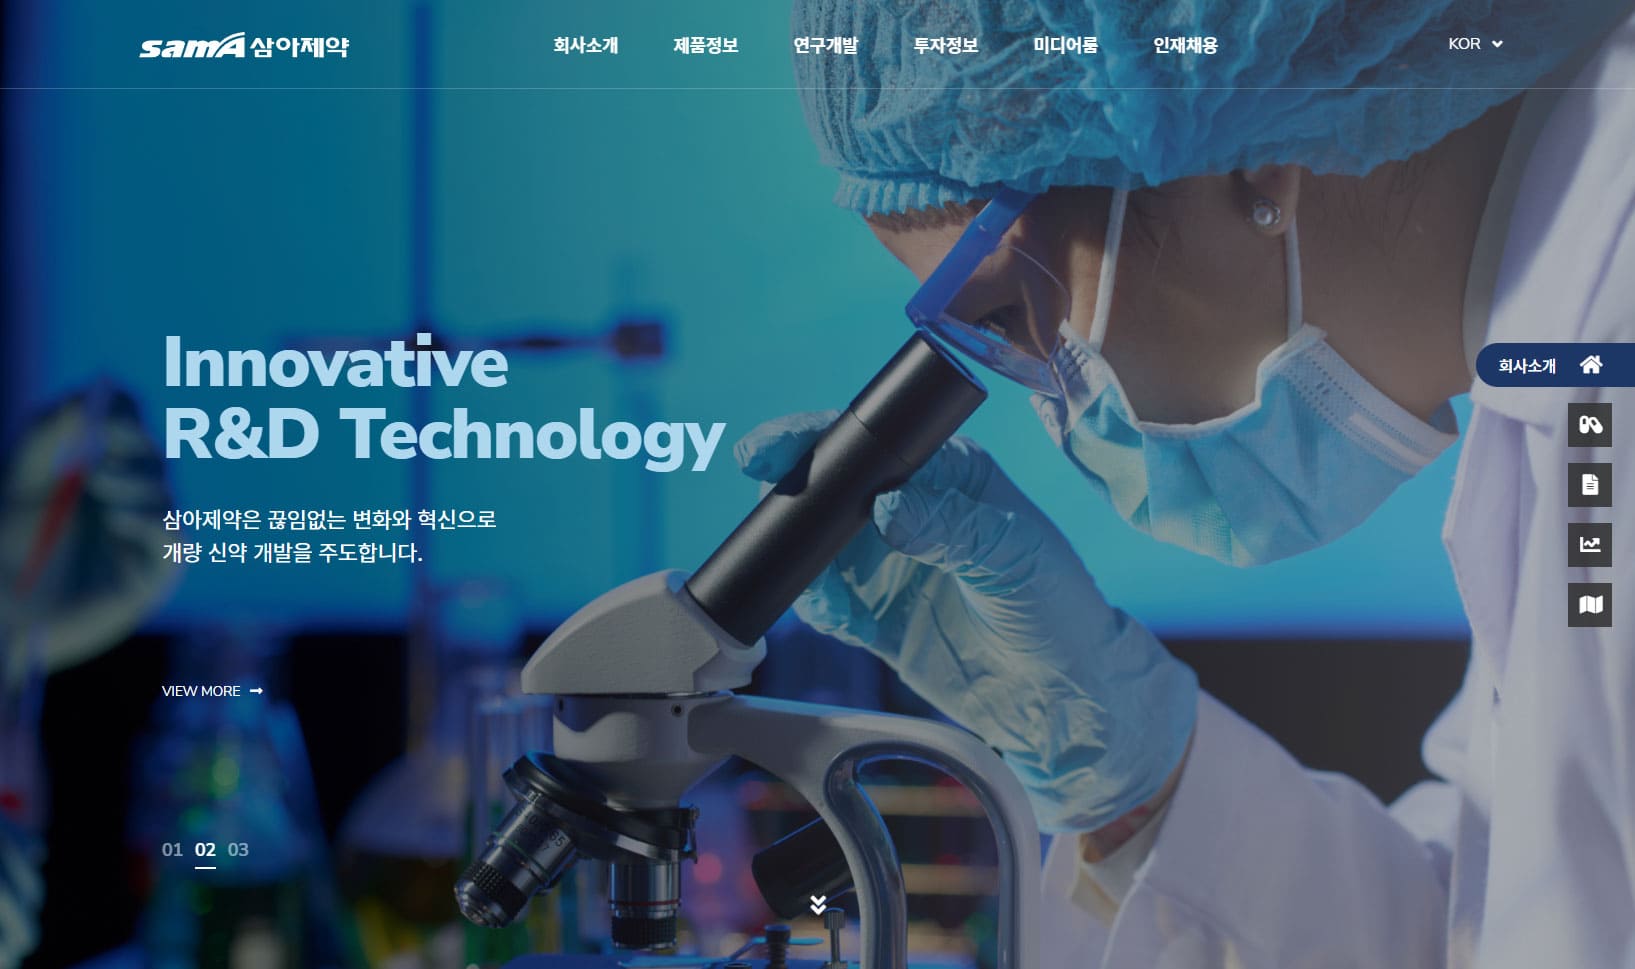 samA 삼아제약
회사소개 제품정보 연구개발 투자정보 미디어룸 인재채용
KOR
Innovative
R&D Technology
회사소개
삼아제약은 끊임없는 변화와 혁신으로
개량 신약 개발을 주도합니다.
VIEW MORE
01 02 03